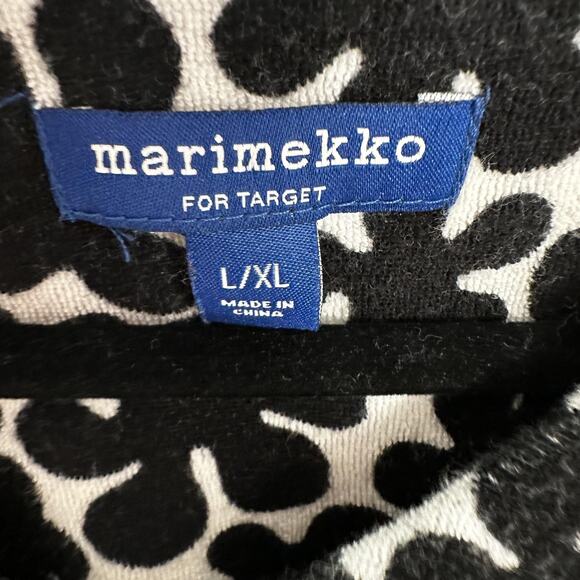 marimekko
FOR TARGET
L/XL
MADE IN
CHINA